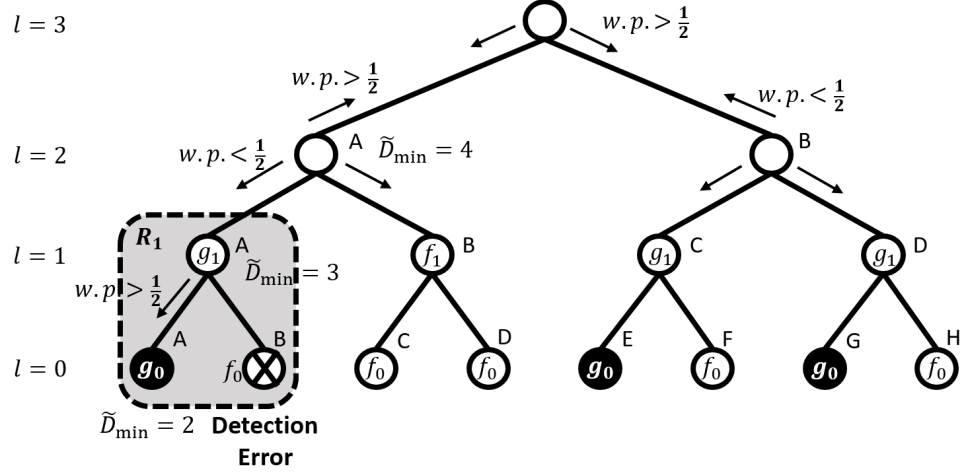 l = 3
w.p. > 1/2
w.p. > 1/2
w.p. < 1/2
l = 2
A
D̃min = 4
B
w.p. < 1/2
R1
l = 1
g1
A
D̃min = 3
f1
B
g1
C
g1
D
w.p. > 1/2
l = 0
g0
A
f0
B
f0
C
f0
D
g0
E
f0
F
g0
G
f0
H
D̃min = 2
Detection
Error